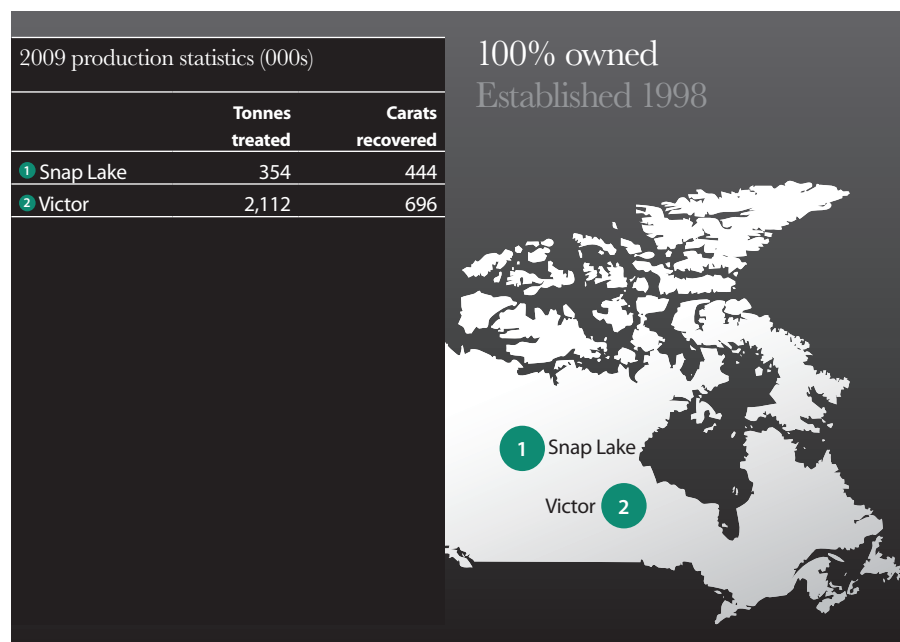 2009 production statistics (000s)
Tonnes treated Carats recovered
1 Snap Lake 354 444
2 Victor 2,112 696
100% owned
Established 1998
1 Snap Lake
Victor 2